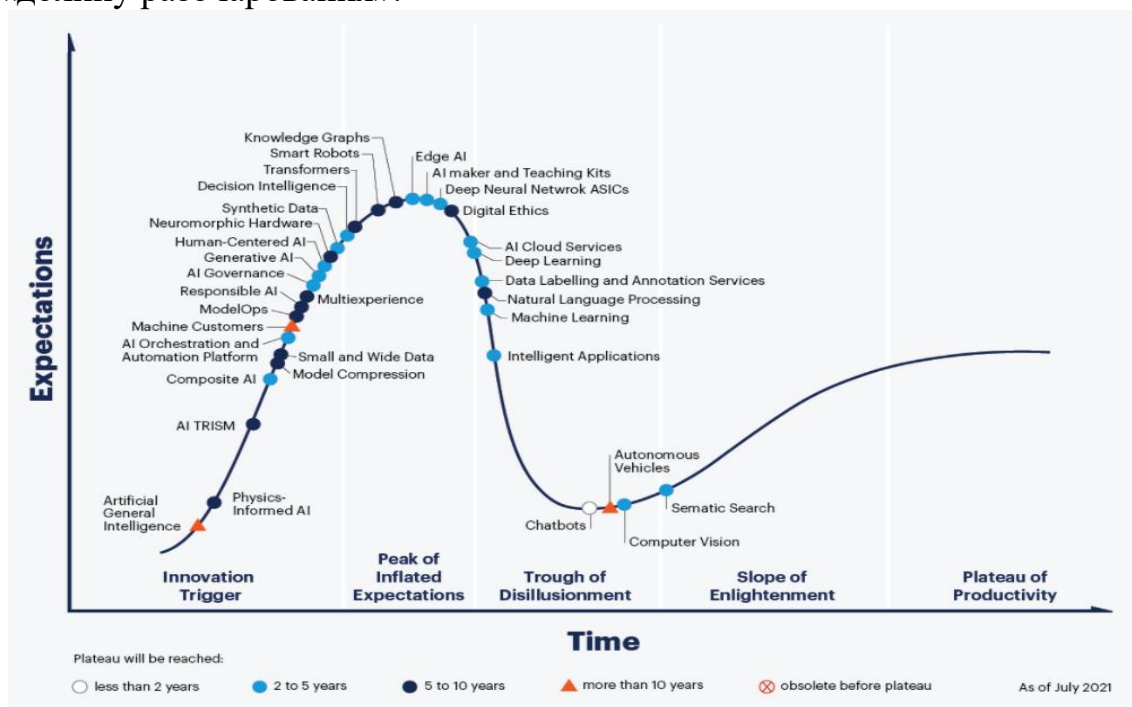 «долину разочарования».
Expectations
Knowledge Graphs
Smart Robots
Transformers
Decision Intelligence
Synthetic Data
Neuromorphic Hardware
Human-Centered AI
Generative AI
AI Governance
Responsible AI
Multiexperience
ModelOps
Machine Customers
AI Orchestration and
Automation Platform
Small and Wide Data
Model Compression
Composite AI
AI TRISM
Artificial
General
Intelligence
Physics-
Informed AI
Edge AI
AI maker and Teaching Kits
Deep Neural Netwrok ASICs
Digital Ethics
AI Cloud Services
Deep Learning
Data Labelling and Annotation Services
Natural Language Processing
Machine Learning
Intelligent Applications
Autonomous
Vehicles
Chatbots
Sematic Search
Computer Vision
Innovation
Trigger
Peak of
Inflated
Expectations
Trough of
Disillusionment
Slope of
Enlightenment
Plateau of
Productivity
Time
Plateau will be reached:
less than 2 years
2 to 5 years
5 to 10 years
more than 10 years
obsolete before plateau
As of July 2021